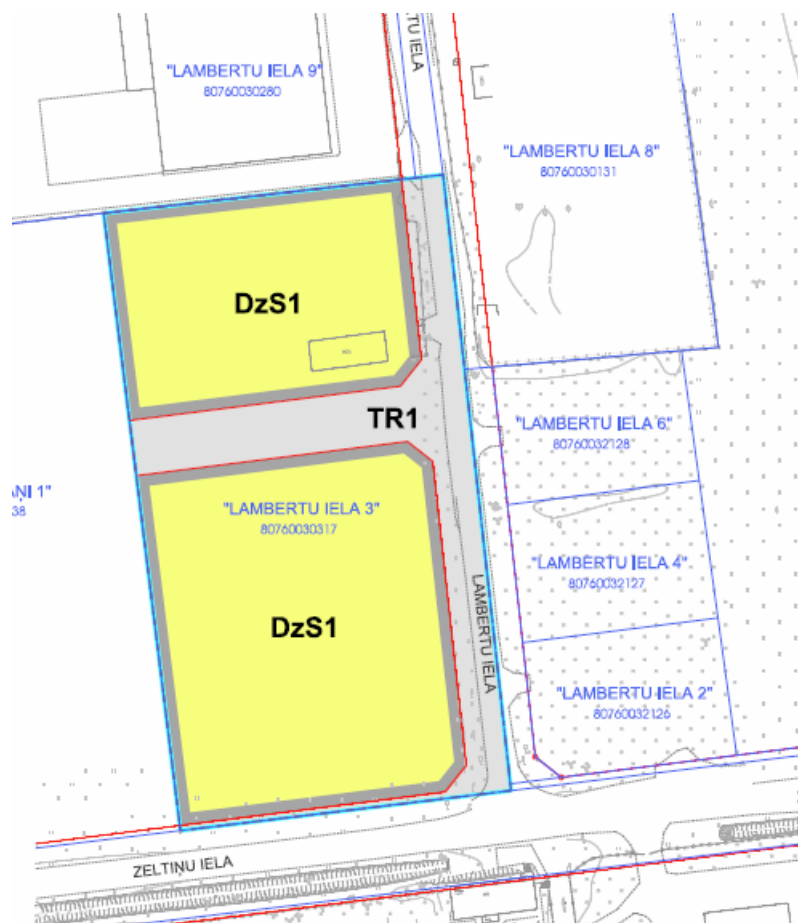 TU IELA
"LAMBERTU IELA 9"
80760030280
"LAMBERTU IELA 8"
80760030131
DzS1
TR1
"LAMBERTU IELA 6"
80760032128
ANI 1"
38
"LAMBERTU IELA 3"
80760030317
"LAMBERTU IELA 4"
80760032127
LAMBERTU IELA
DzS1
"LAMBERTU IELA 2"
80760032126
ZELTIŅU IELA